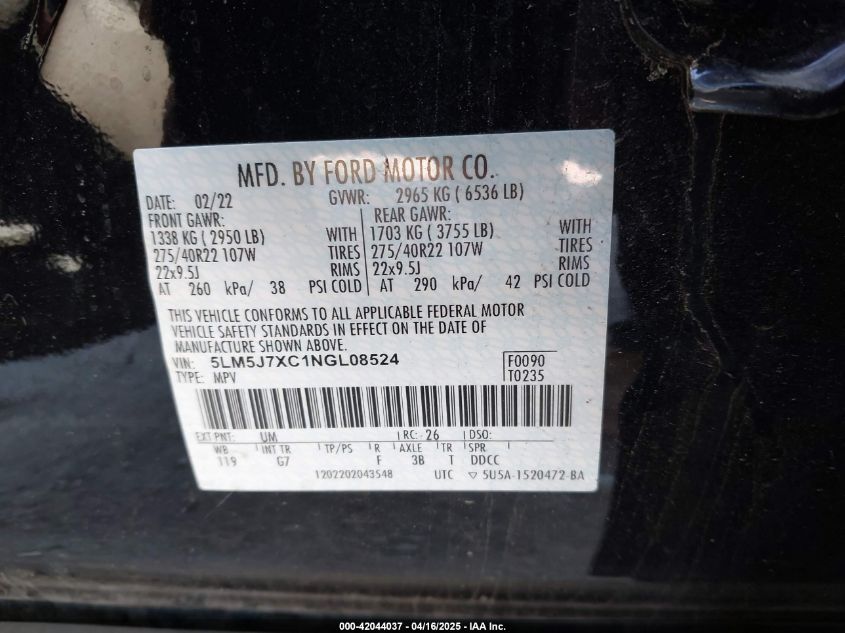 MFD. BY FORD MOTOR CO.
DATE: 02/22 GVWR: 2965 KG ( 6536 LB)
FRONT GAWR: REAR GAWR:
1338 KG ( 2950 LB) WITH 1703 KG ( 3755 LB) WITH
275/40R22 107W TIRES 275/40R22 107W TIRES
22x9.5J RIMS 22x9.5J RIMS
AT 260 kPa/ 38 PSI COLD AT 290 kPa/ 42 PSI COLD
THIS VEHICLE CONFORMS TO ALL APPLICABLE FEDERAL MOTOR
VEHICLE SAFETY STANDARDS IN EFFECT ON THE DATE OF
MANUFACTURE SHOWN ABOVE.
VIN: 5LM5J7XC1NGL08524 F0090
TYPE: MPV T0235
EXT PNT: UM RC: 26 DSO:
WB INT TR TP/PS R AXLE TR SPR
119 G7 F 3B T DDCC
1202202043548 UTC ▽ 5U5A-1520472-BA
000-42044037 - 04/16/2025 - IAA Inc.